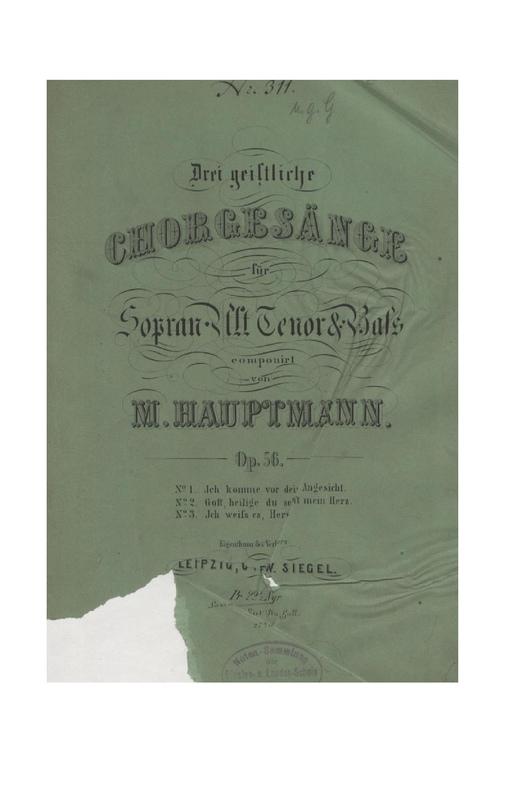 Nr. 311.
Drei geistliche
CHORGESÄNGE
für
Sopran Alt Tenor & Bass
componirt
von
M. HAUPTMANN.
Op. 56.
No 1. Ich komme vor dein Angesicht.
No 2. Gott, heilige du selbst mein Herz.
No 3. Ich weiss es, Herr
Eigenthum des Verlegers
LEIPZIG, C. F. W. SIEGEL.
Noten-Sammlung
der